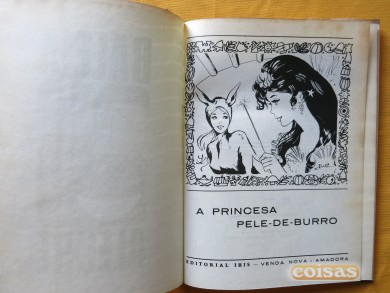 A PRINCESA
PELE-DE-BURRO
EDITORIAL IBIS — VENDA NOVA - AMADORA
coisas